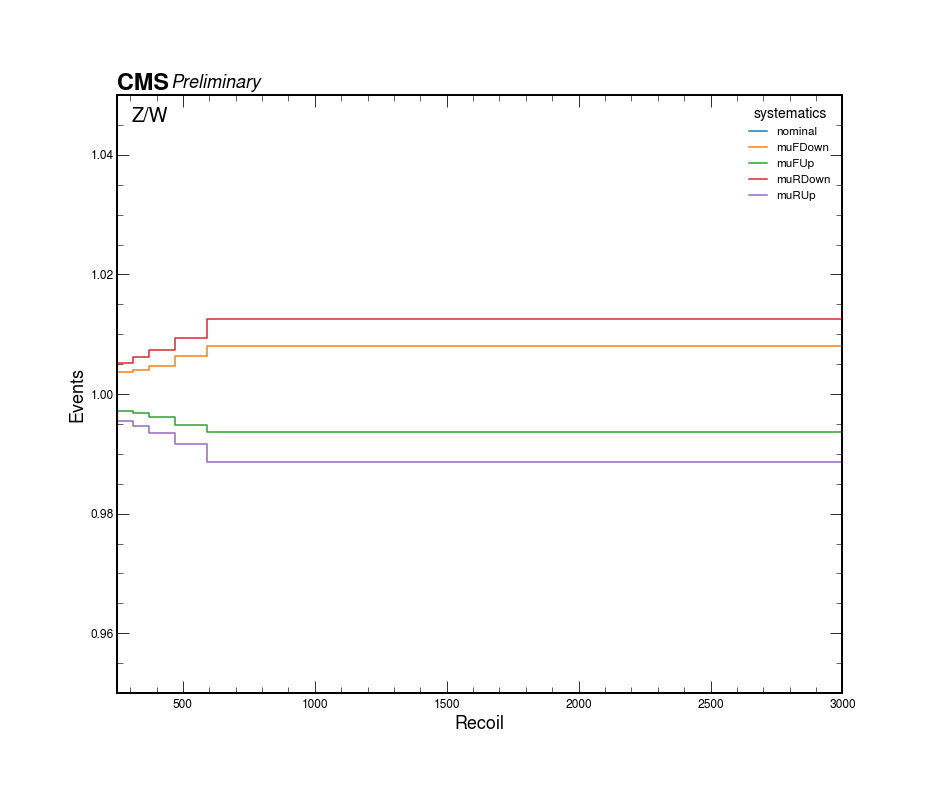 CMS Preliminary
Z/W
systematics
nominal
muFDown
muFUp
muRDown
muRUp
1.04
1.02
1.00
0.98
0.96
Events
500 1000 1500 2000 2500 3000
Recoil